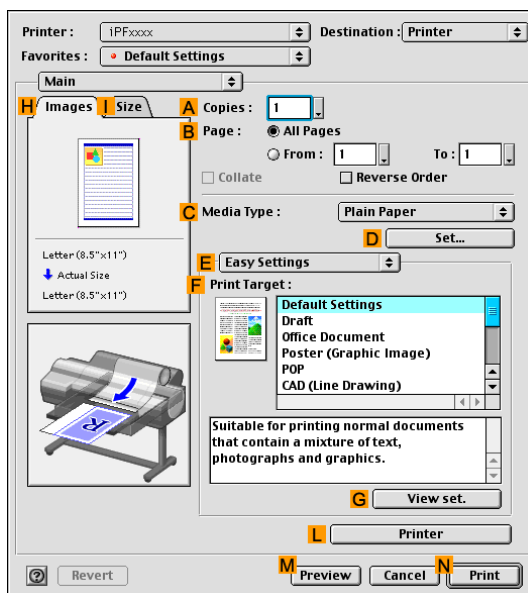 Printer : iPFxxxx Destination : Printer
Favorites : Default Settings
Main
H Images I Size
A Copies : 1
B Page : All Pages
From : 1 To : 1
Collate Reverse Order
C Media Type : Plain Paper
D Set...
Letter (8.5"x11")
Actual Size
Letter (8.5"x11")
E Easy Settings
F Print Target :
Default Settings
Draft
Office Document
Poster (Graphic Image)
POP
CAD (Line Drawing)
R
Suitable for printing normal documents
that contain a mixture of text,
photographs and graphics.
G View set.
L Printer
? Revert M Preview Cancel N Print